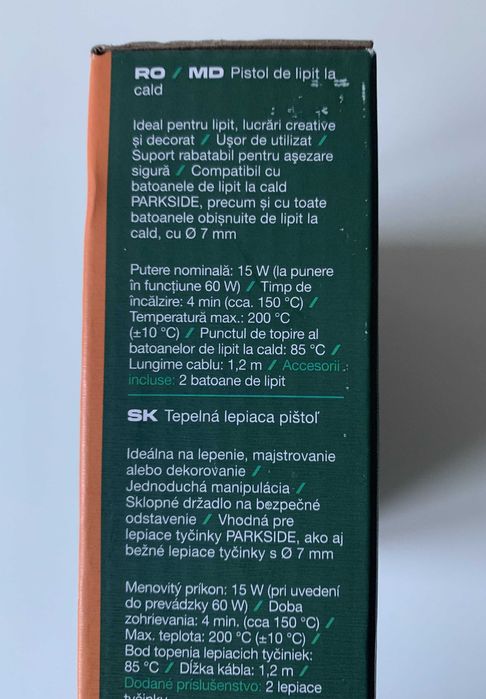 RO / MD Pistol de lipit la
cald
Ideal pentru lipit, lucrări creative
și decorat / Ușor de utilizat /
Suport rabatabil pentru așezare
sigură / Compatibil cu
batoanele de lipit la cald
PARKSIDE, precum și cu toate
batoanele obișnuite de lipit la
cald, cu Ø 7 mm
Putere nominală: 15 W (la punere
în funcțiune 60 W) / Timp de
încălzire: 4 min (cca. 150 °C) /
Temperatură max.: 200 °C
(±10 °C) / Punctul de topire al
batoanelor de lipit la cald: 85 °C /
Lungime cablu: 1,2 m / Accesorii
incluse: 2 batoane de lipit
SK Tepelná lepiaca pištoľ
Ideálna na lepenie, majstrovanie
alebo dekorovanie /
Jednoduchá manipulácia /
Sklopné držadlo na bezpečné
odstavenie / Vhodná pre
lepiace tyčinky PARKSIDE, ako aj
bežné lepiace tyčinky s Ø 7 mm
Menovitý príkon: 15 W (pri uvedení
do prevádzky 60 W) / Doba
zohrievania: 4 min. (cca 150 °C) /
Max. teplota: 200 °C (±10 °C) /
Bod topenia lepiacich tyčiniek:
85 °C / Dĺžka kábla: 1,2 m /
Dodané príslušenstvo: 2 lepiace
tyčinky